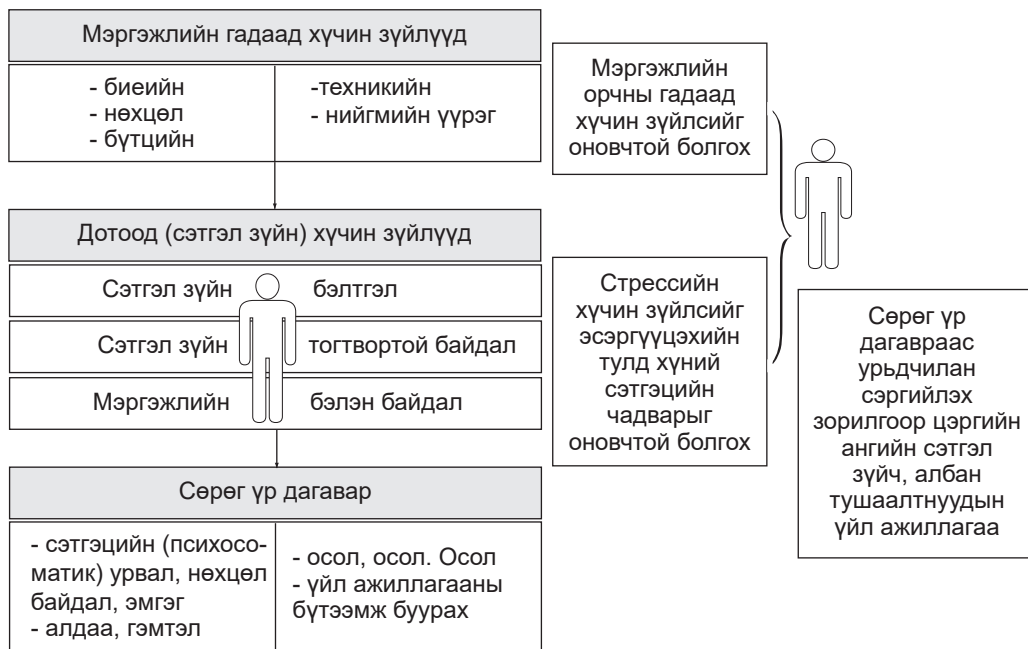 Мэргэжлийн гадаад хүчин зүйлүүд
- биеийн
- нөхцөл
- бүтцийн
-техникийн
- нийгмийн үүрэг
Дотоод (сэтгэл зүйн) хүчин зүйлүүд
Сэтгэл зүйн бэлтгэл
Сэтгэл зүйн тогтвортой байдал
Мэргэжлийн бэлэн байдал
Сөрөг үр дагавар
- сэтгэцийн (психосо-
матик) урвал, нөхцөл
байдал, эмгэг
- алдаа, гэмтэл
- осол, осол. Осол
- үйл ажиллагааны
бүтээмж буурах
Мэргэжлийн
орчны гадаад
хүчин зүйлсийг
оновчтой болгох
Стрессийн
хүчин зүйлсийг
эсэргүүцэхийн
тулд хүний
сэтгэцийн
чадварыг
оновчтой болгох
Сөрөг үр
дагавраас
урьдчилан
сэргийлэх
зорилгоор цэргийн
ангийн сэтгэл
зүйч, албан
тушаалтнуудын
үйл ажиллагаа